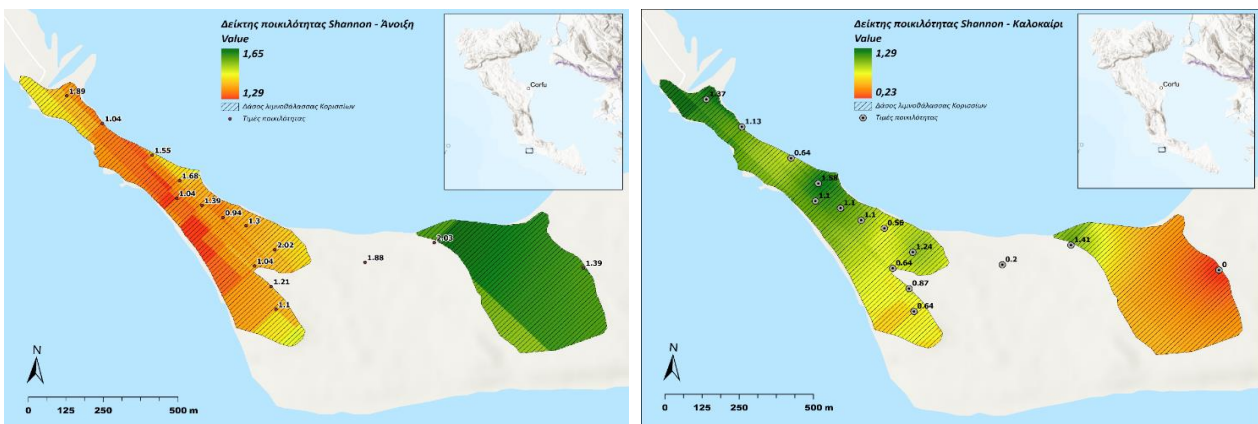 Δείκτης ποικιλότητας Shannon - Άνοιξη
Value
1,65
1,29
Δάσος λιμνοθάλασσας Κορισσίων
Τιμές ποικιλότητας
Corfu
1.89
1.04
1.55
1.68
1.04
1.39
0.94
1.3
2.02
1.04
1.21
1.1
1.88
2.03
1.39
N
0 125 250 500 m
Δείκτης ποικιλότητας Shannon - Καλοκαίρι
Value
1,29
0,23
Δάσος λιμνοθάλασσας Κορισσίων
Τιμές ποικιλότητας
Corfu
1.37
1.13
0.64
1.1
1.1
1.1
1.24
0.64
0.87
0.64
0.2
1.41
0
N
0 125 250 500 m